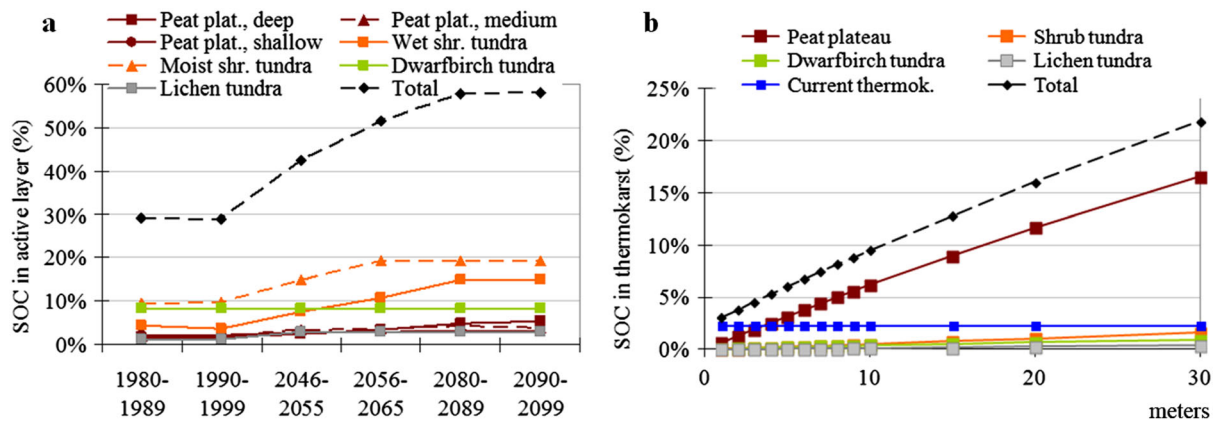 a
Peat plat., deep
Peat plat., medium
Peat plat., shallow
Wet shr. tundra
Moist shr. tundra
Dwarfbirch tundra
Lichen tundra
Total
SOC in active layer (%)
60%
50%
40%
30%
20%
10%
0%
1980-
1989
1990-
1999
2046-
2055
2056-
2065
2080-
2089
2090-
2099
b
Peat plateau
Shrub tundra
Dwarfbirch tundra
Lichen tundra
Current thermok.
Total
SOC in thermokarst (%)
25%
20%
15%
10%
5%
0%
0
10
20
30
meters